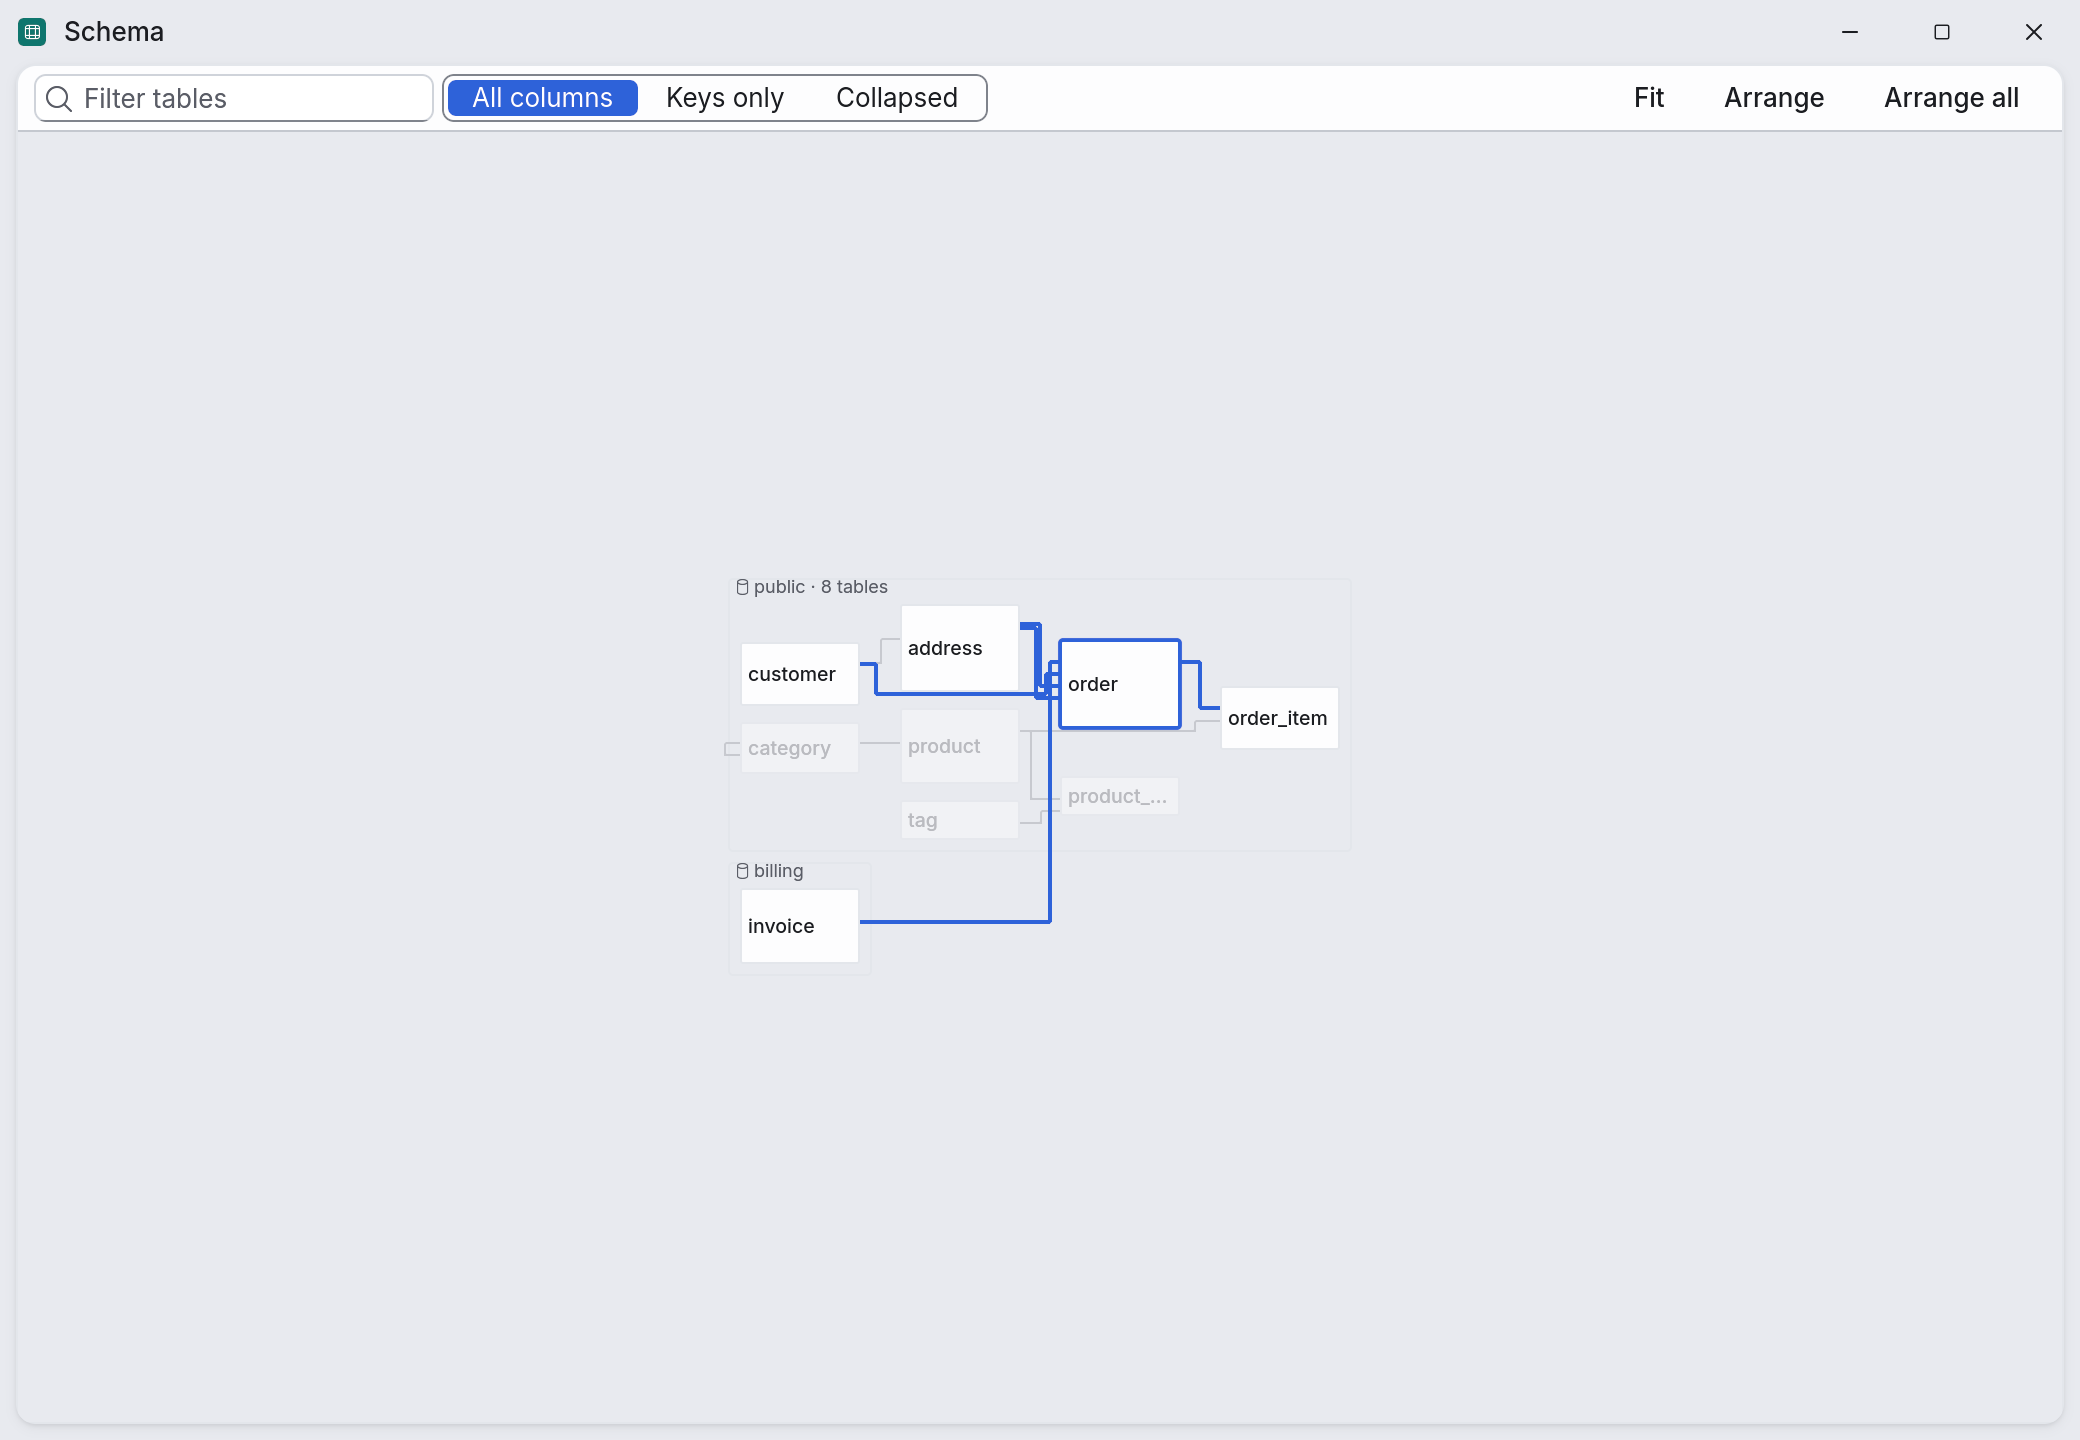 Schema
Filter tables
All columns
Keys only
Collapsed
Fit
Arrange
Arrange all
public · 8 tables
address
customer
order
order_item
category
product
product_...
tag
billing
invoice